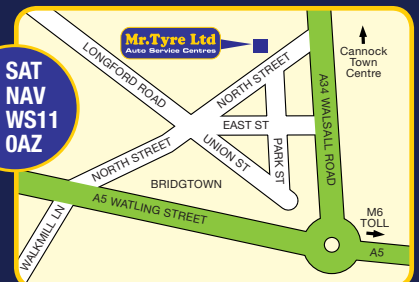 Mr.Tyre Ltd
Auto Service Centres
SAT
NAV
WS11
0AZ
LONGFORD ROAD
NORTH STREET
A34 WALSALL ROAD
Cannock
Town
Centre
EAST ST
PARK ST
UNION ST
NORTH STREET
BRIDGTOWN
A5 WATLING STREET
WALKMILL LN
M6
TOLL
A5